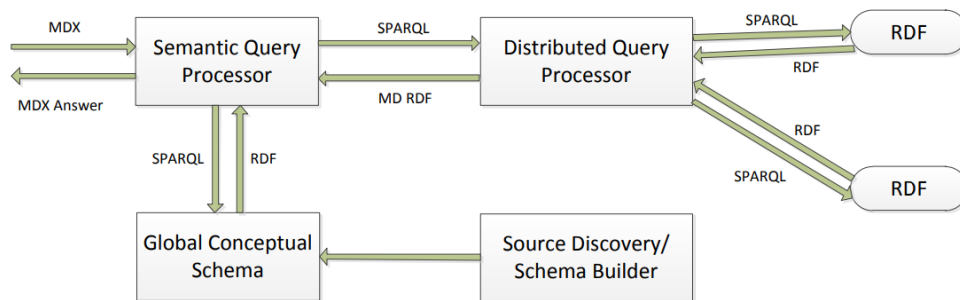 MDX
Semantic Query
Processor
SPARQL
Distributed Query
Processor
SPARQL
RDF
RDF
MDX Answer
MD RDF
SPARQL
RDF
RDF
SPARQL
RDF
Global Conceptual
Schema
Source Discovery/
Schema Builder